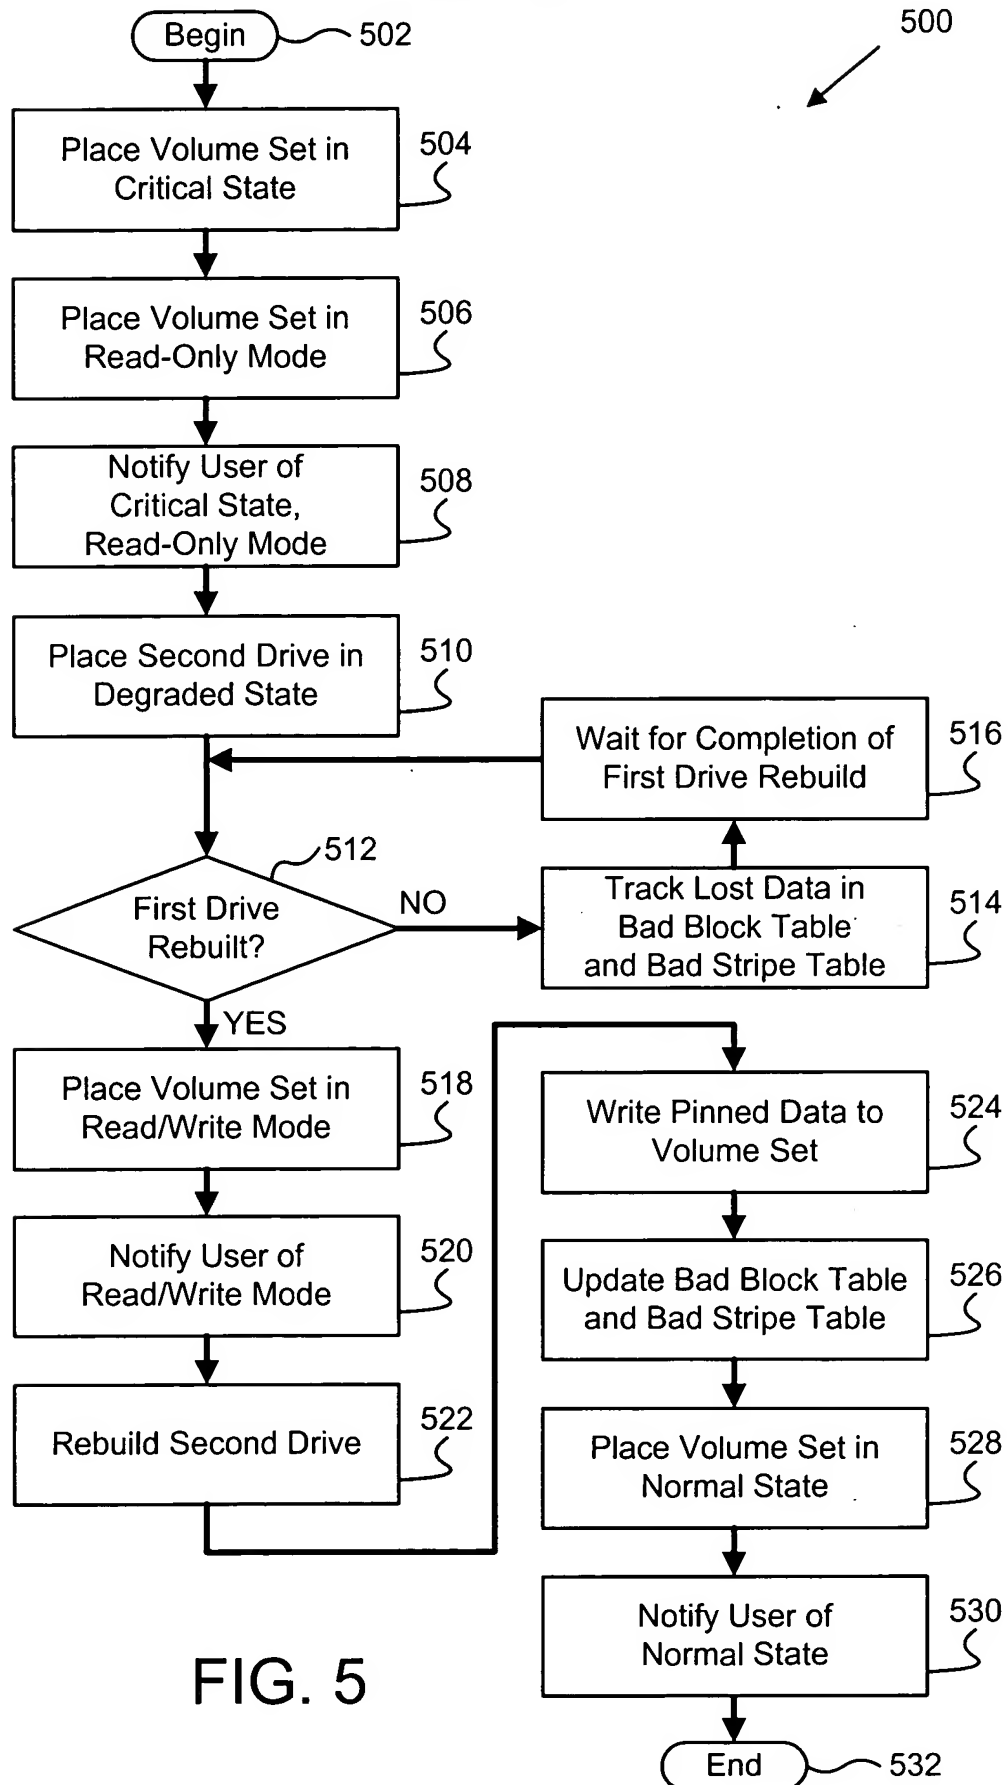 500
Begin
502
Place Volume Set in
Critical State
504
Place Volume Set in
Read-Only Mode
506
Notify User of
Critical State,
Read-Only Mode
508
Place Second Drive in
Degraded State
510
Wait for Completion of
First Drive Rebuild
516
512
First Drive
Rebuilt?
NO
Track Lost Data in
Bad Block Table
and Bad Stripe Table
514
YES
Place Volume Set in
Read/Write Mode
518
Notify User of
Read/Write Mode
520
Rebuild Second Drive
522
Write Pinned Data to
Volume Set
524
Update Bad Block Table
and Bad Stripe Table
526
Place Volume Set in
Normal State
528
Notify User of
Normal State
530
End
532
FIG. 5